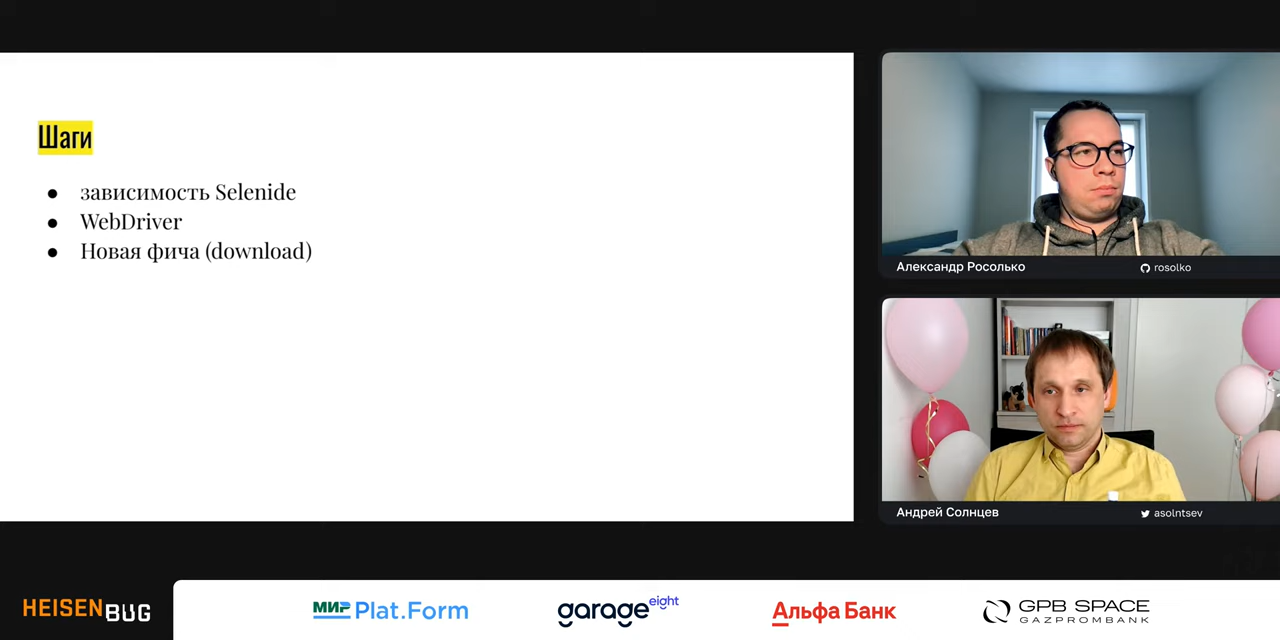 Шаги
зависимость Selenide
WebDriver
Новая фича (download)
Александр Росолько
rosolko
Андрей Солнцев
asolntsev
HEISENBUG
МИР Plat.Form
garage eight
Альфа Банк
GPB SPACE
GAZPROMBANK